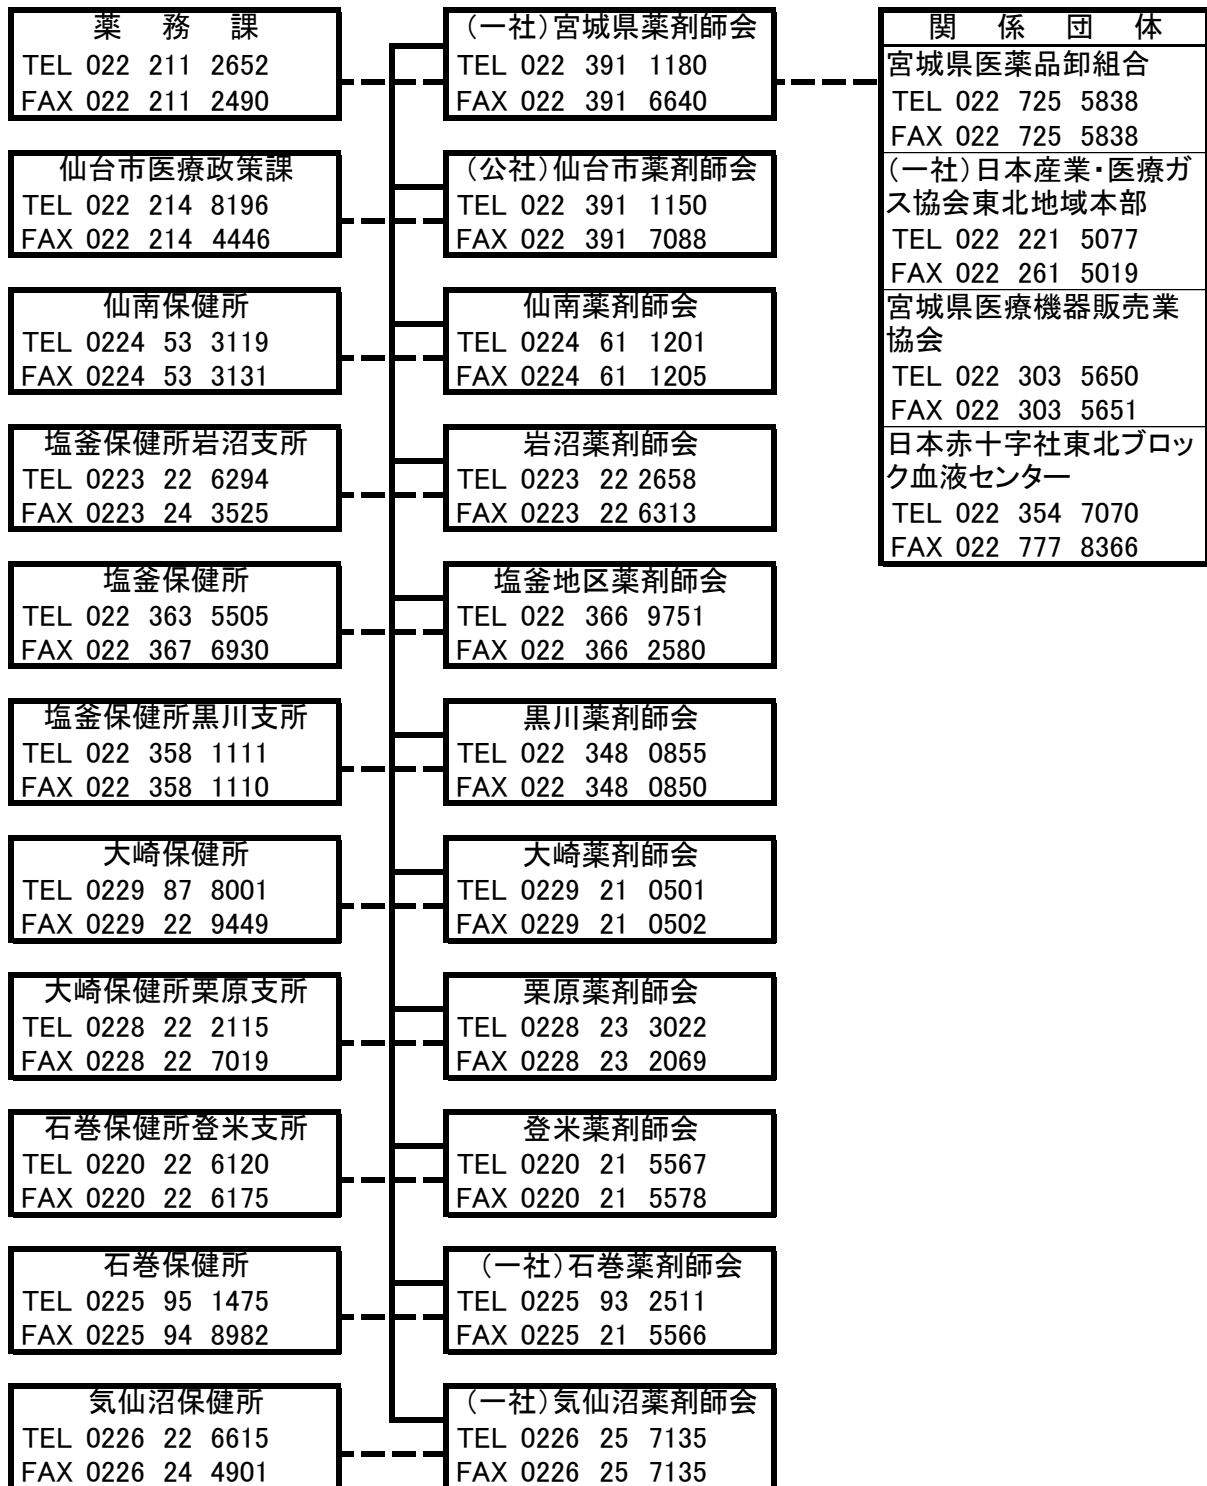 薬　務　課
TEL 022 211 2652
FAX 022 211 2490
(一社)宮城県薬剤師会
TEL 022 391 1180
FAX 022 391 6640
関　係　団　体
宮城県医薬品卸組合
TEL 022 725 5838
FAX 022 725 5838
(一社)日本産業・医療ガ
ス協会東北地域本部
TEL 022 221 5077
FAX 022 261 5019
宮城県医療機器販売業
協会
TEL 022 303 5650
FAX 022 303 5651
日本赤十字社東北ブロッ
ク血液センター
TEL 022 354 7070
FAX 022 777 8366
仙台市医療政策課
TEL 022 214 8196
FAX 022 214 4446
(公社)仙台市薬剤師会
TEL 022 391 1150
FAX 022 391 7088
仙南保健所
TEL 0224 53 3119
FAX 0224 53 3131
仙南薬剤師会
TEL 0224 61 1201
FAX 0224 61 1205
塩釜保健所岩沼支所
TEL 0223 22 6294
FAX 0223 24 3525
岩沼薬剤師会
TEL 0223 22 2658
FAX 0223 22 6313
塩釜保健所
TEL 022 363 5505
FAX 022 367 6930
塩釜地区薬剤師会
TEL 022 366 9751
FAX 022 366 2580
塩釜保健所黒川支所
TEL 022 358 1111
FAX 022 358 1110
黒川薬剤師会
TEL 022 348 0855
FAX 022 348 0850
大崎保健所
TEL 0229 87 8001
FAX 0229 22 9449
大崎薬剤師会
TEL 0229 21 0501
FAX 0229 21 0502
大崎保健所栗原支所
TEL 0228 22 2115
FAX 0228 22 7019
栗原薬剤師会
TEL 0228 23 3022
FAX 0228 23 2069
石巻保健所登米支所
TEL 0220 22 6120
FAX 0220 22 6175
登米薬剤師会
TEL 0220 21 5567
FAX 0220 21 5578
石巻保健所
TEL 0225 95 1475
FAX 0225 94 8982
(一社)石巻薬剤師会
TEL 0225 93 2511
FAX 0225 21 5566
気仙沼保健所
TEL 0226 22 6615
FAX 0226 24 4901
(一社)気仙沼薬剤師会
TEL 0226 25 7135
FAX 0226 25 7135